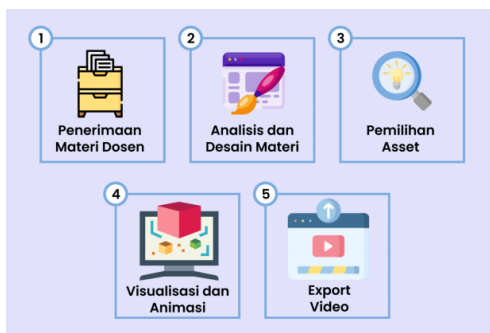 1
Penerimaan
Materi Dosen
2
Analisis dan
Desain Materi
3
Pemilihan
Asset
4
Visualisasi dan
Animasi
5
Export
Video